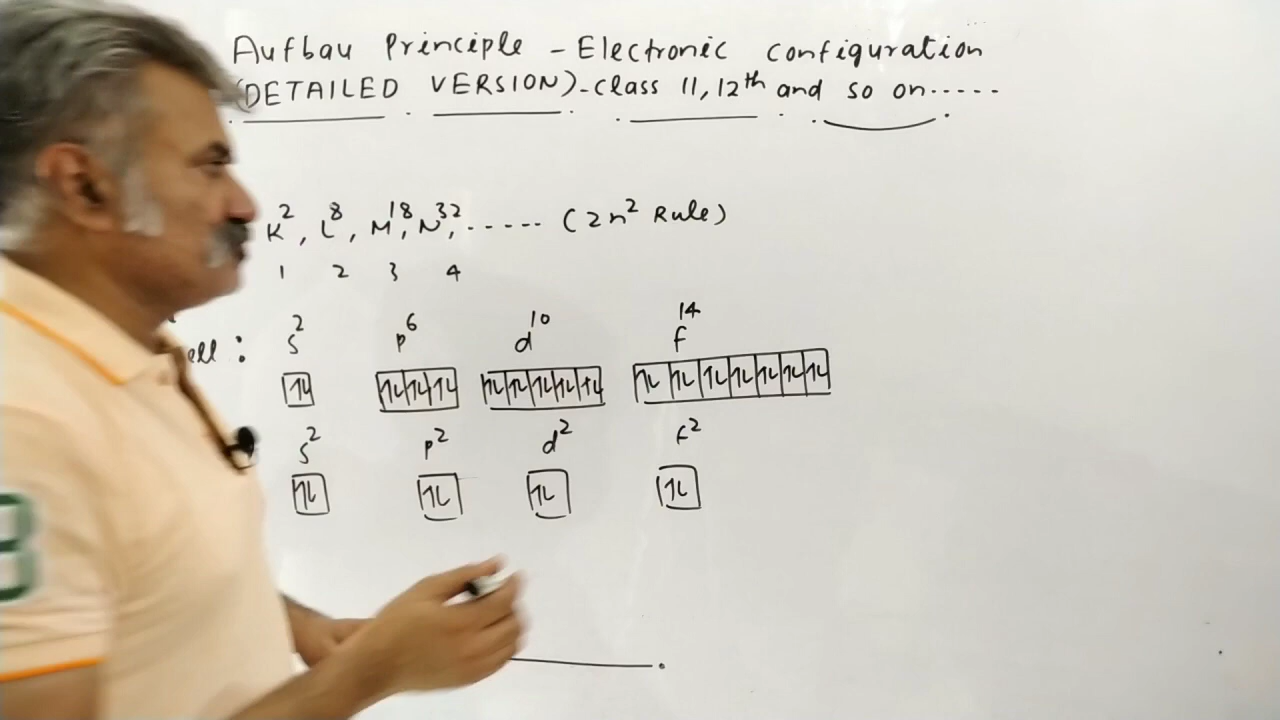 Aufbau Principle - Electronic configuration
(DETAILED VERSION)-class 11,12th and so on.....
K², L⁸, M¹⁸, N³², ..... (2n² Rule)
1 2 3 4
ell : s² p⁶ d¹⁰ f¹⁴
s² p² d² f²